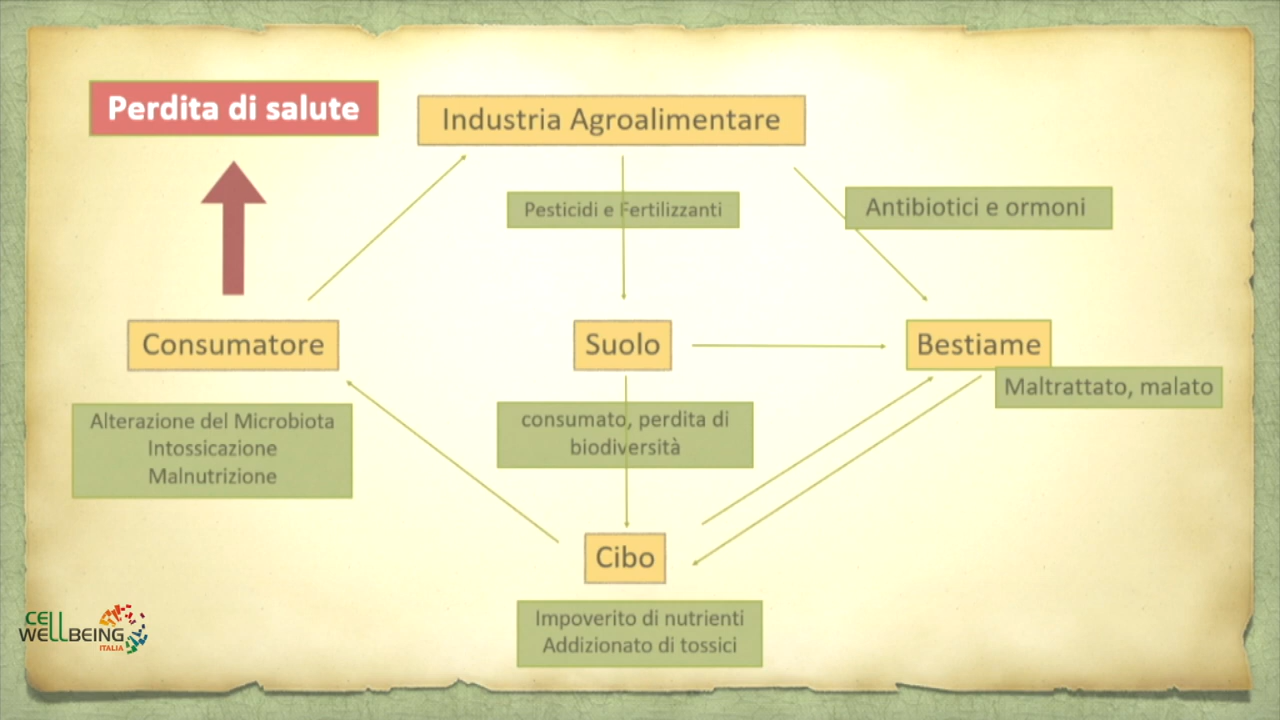 Perdita di salute
Industria Agroalimentare
Pesticidi e Fertilizzanti
Antibiotici e ormoni
Consumatore
Suolo
Bestiame
Maltrattato, malato
Alterazione del Microbiota
Intossicazione
Malnutrizione
consumato, perdita di
biodiversità
Cibo
Impoverito di nutrienti
Addizionato di tossici
CELL
WELLBEING
ITALIA